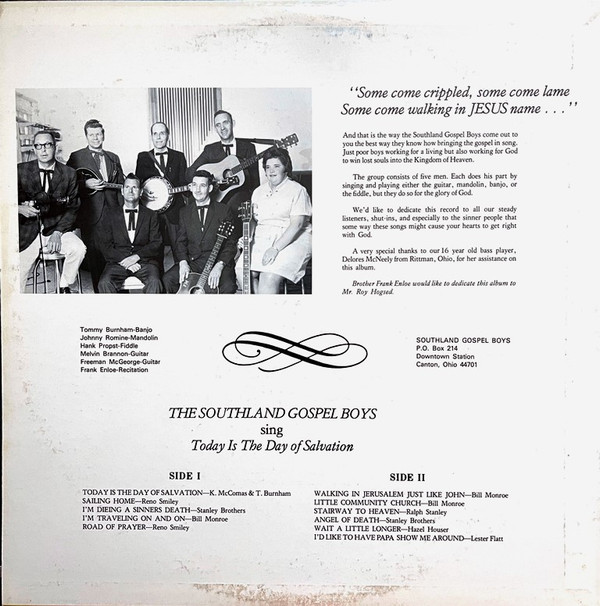 "Some come crippled, some come lame
Some come walking in JESUS name . . ."
And that is the way the Southland Gospel Boys come out to
you the best way they know how bringing the gospel in song.
Just poor boys working for a living but also working for God
to win lost souls into the Kingdom of Heaven.
The group consists of five men. Each does his part by
singing and playing either the guitar, mandolin, banjo, or
the fiddle, but they do so for the glory of God.
We'd like to dedicate this record to all our steady
listeners, shut-ins, and especially to the sinner people that
some way these songs might cause your hearts to get right
with God.
A very special thanks to our 16 year old bass player,
Delores McNeely from Rittman, Ohio, for her assistance on
this album.
Brother Frank Enloe would like to dedicate this album to
Mr. Roy Hogsed.
Tommy Burnham-Banjo
Johnny Romine-Mandolin
Hank Propst-Fiddle
Melvin Brannon-Guitar
Freeman McGeorge-Guitar
Frank Enloe-Recitation
SOUTHLAND GOSPEL BOYS
P.O. Box 214
Downtown Station
Canton, Ohio 44701
THE SOUTHLAND GOSPEL BOYS
sing
Today Is The Day of Salvation
SIDE I
TODAY IS THE DAY OF SALVATION—K. McComas & T. Burnham
SAILING HOME—Reno Smiley
I'M DIEING A SINNERS DEATH—Stanley Brothers
I'M TRAVELING ON AND ON—Bill Monroe
ROAD OF PRAYER—Reno Smiley
SIDE II
WALKING IN JERUSALEM JUST LIKE JOHN—Bill Monroe
LITTLE COMMUNITY CHURCH—Bill Monroe
STAIRWAY TO HEAVEN—Ralph Stanley
ANGEL OF DEATH—Stanley Brothers
WAIT A LITTLE LONGER—Hazel Houser
I'D LIKE TO HAVE PAPA SHOW ME AROUND—Lester Flatt